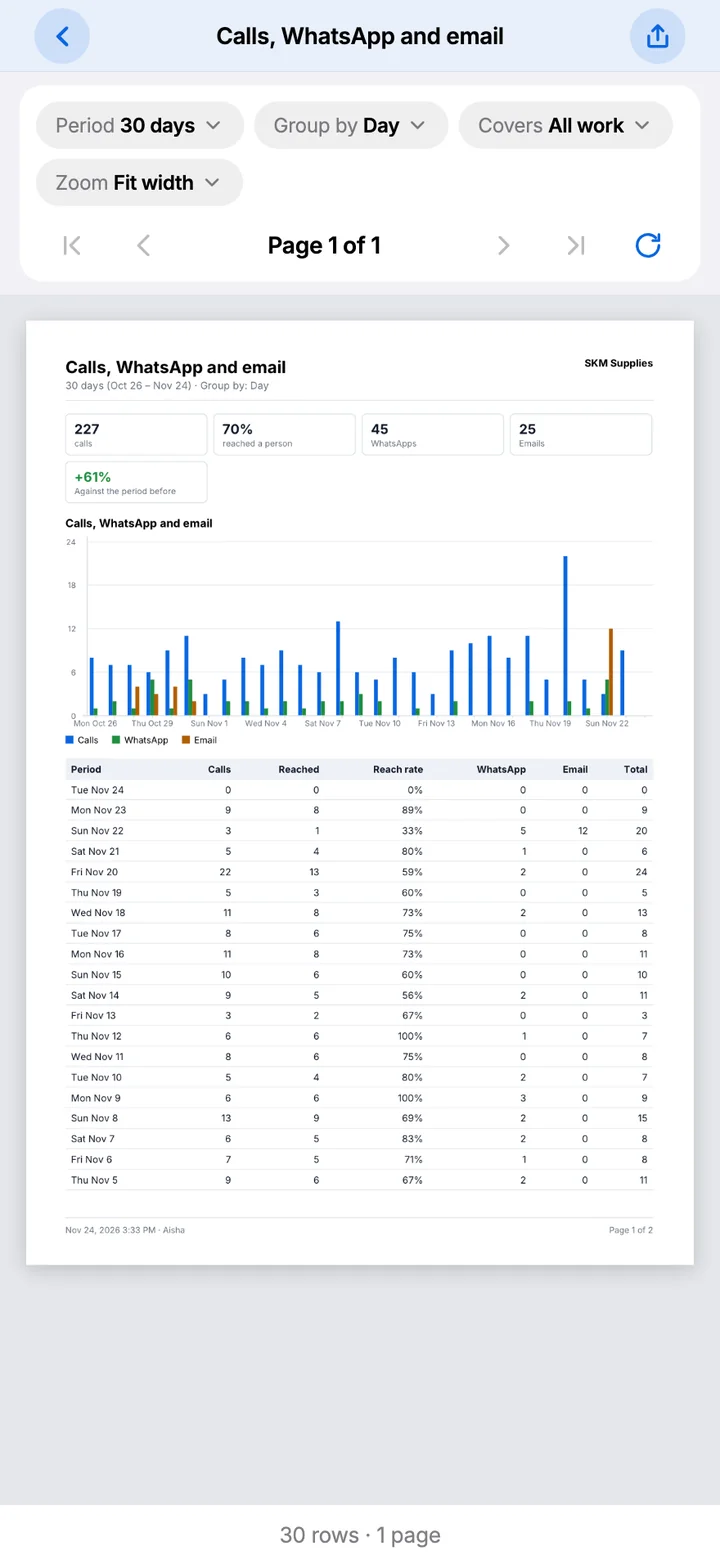 Calls, WhatsApp and email
Period 30 days
Group by Day
Covers All work
Zoom Fit width
Page 1 of 1
Calls, WhatsApp and email
SKM Supplies
30 days (Oct 26 – Nov 24) · Group by: Day
227
calls
70%
reached a person
45
WhatsApps
25
Emails
+61%
Against the period before
Calls, WhatsApp and email
24
18
12
6
0
Mon Oct 26 Thu Oct 29 Sun Nov 1 Wed Nov 4 Sat Nov 7 Tue Nov 10 Fri Nov 13 Mon Nov 16 Thu Nov 19 Sun Nov 22
Calls WhatsApp Email
Period Calls Reached Reach rate WhatsApp Email Total
Tue Nov 24 0 0 0% 0 0 0
Mon Nov 23 9 8 89% 0 0 9
Sun Nov 22 3 1 33% 5 12 20
Sat Nov 21 5 4 80% 1 0 6
Fri Nov 20 22 13 59% 2 0 24
Thu Nov 19 5 3 60% 0 0 5
Wed Nov 18 11 8 73% 2 0 13
Tue Nov 17 8 6 75% 0 0 8
Mon Nov 16 11 8 73% 0 0 11
Sun Nov 15 10 6 60% 0 0 10
Sat Nov 14 9 5 56% 2 0 11
Fri Nov 13 3 2 67% 0 0 3
Thu Nov 12 6 6 100% 1 0 7
Wed Nov 11 8 6 75% 0 0 8
Tue Nov 10 5 4 80% 2 0 7
Mon Nov 9 6 6 100% 3 0 9
Sun Nov 8 13 9 69% 2 0 15
Sat Nov 7 6 5 83% 2 0 8
Fri Nov 6 7 5 71% 1 0 8
Thu Nov 5 9 6 67% 2 0 11
Nov 24, 2026 3:33 PM · Aisha
Page 1 of 2
30 rows · 1 page